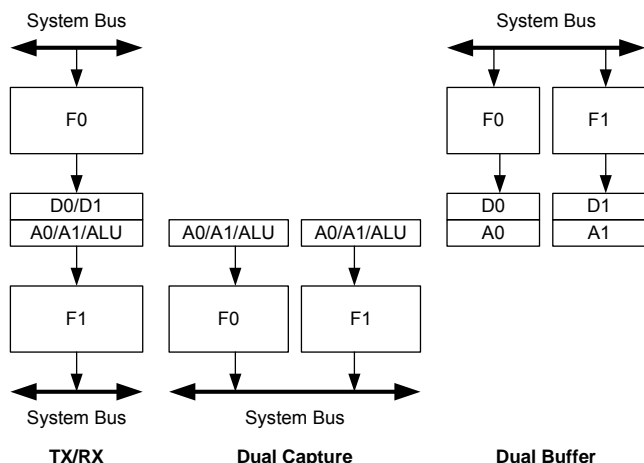 System Bus
System Bus
F0
F0
F1
D0/D1
D0
D1
A0/A1/ALU
A0/A1/ALU
A0/A1/ALU
A0
A1
F1
F0
F1
System Bus
System Bus
TX/RX
Dual Capture
Dual Buffer